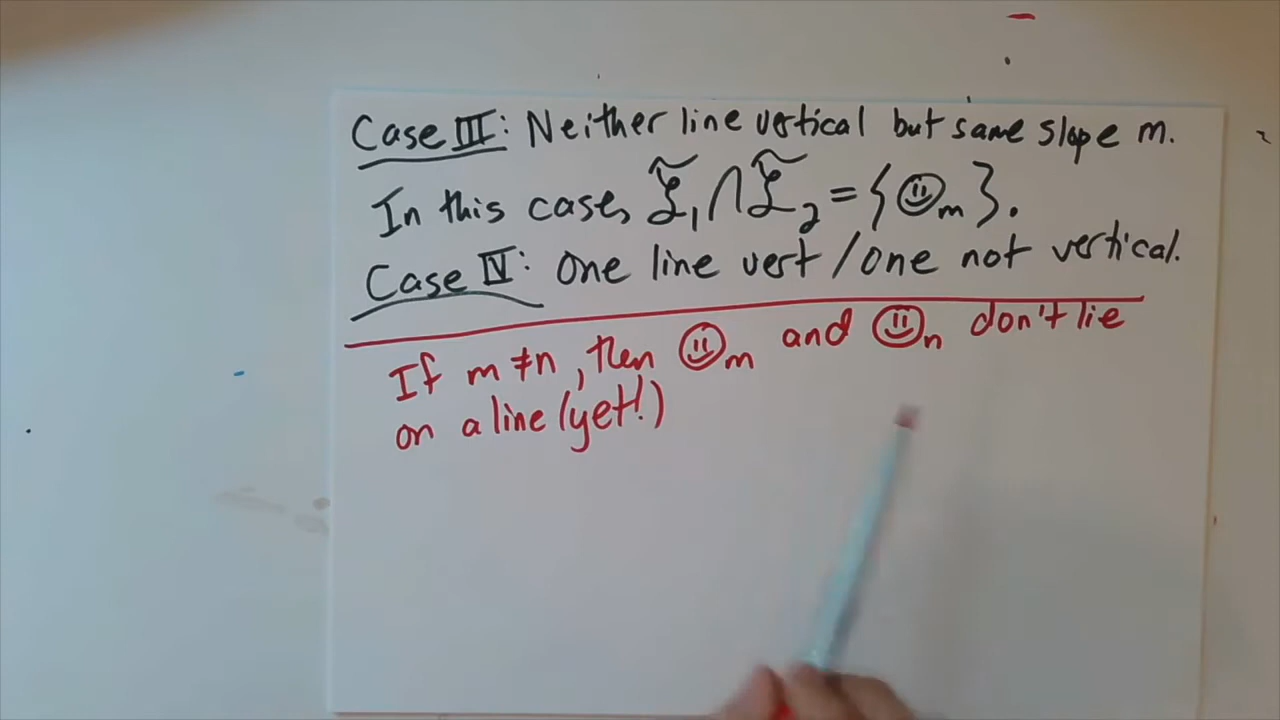 Case III: Neither line vertical but same slope m.
In this case, ℒ̃₁ ∩ ℒ̃₂ = {☺ₘ}.
Case IV: One line vert/one not vertical.
If m ≠ n, then ☺ₘ and ☺ₙ don't lie
on a line (yet!)